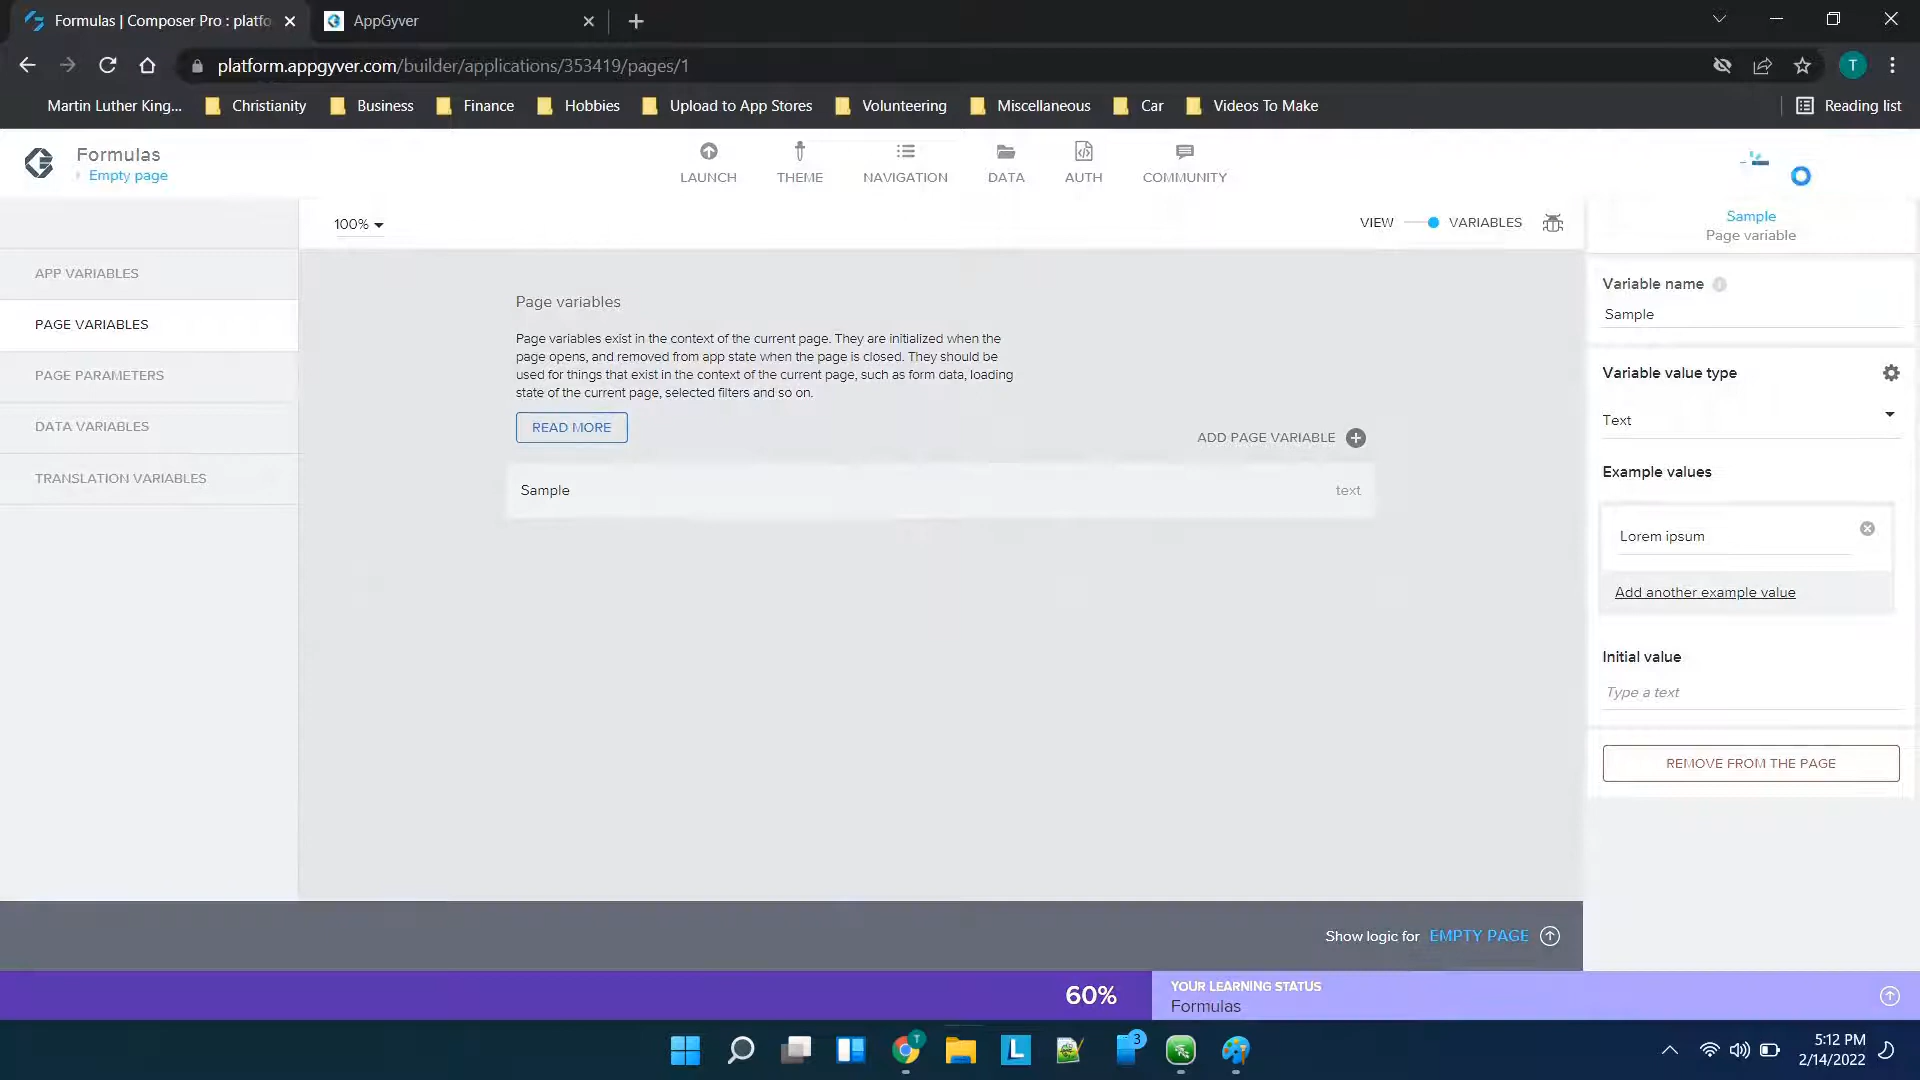 Formulas | Composer Pro : platfo
AppGyver
platform.appgyver.com/builder/applications/353419/pages/1
T
Martin Luther King...
Christianity
Business
Finance
Hobbies
Upload to App Stores
Volunteering
Miscellaneous
Car
Videos To Make
Reading list
Formulas
Empty page
LAUNCH
THEME
NAVIGATION
DATA
AUTH
COMMUNITY
100%
VIEW
VARIABLES
APP VARIABLES
PAGE VARIABLES
PAGE PARAMETERS
DATA VARIABLES
TRANSLATION VARIABLES
Page variables
Page variables exist in the context of the current page. They are initialized when the
page opens, and removed from app state when the page is closed. They should be
used for things that exist in the context of the current page, such as form data, loading
state of the current page, selected filters and so on.
READ MORE
ADD PAGE VARIABLE
Sample
text
Sample
Page variable
Variable name
Sample
Variable value type
Text
Example values
Lorem ipsum
Add another example value
Initial value
Type a text
REMOVE FROM THE PAGE
Show logic for EMPTY PAGE
60%
YOUR LEARNING STATUS
Formulas
T
L
3
5:12 PM
2/14/2022